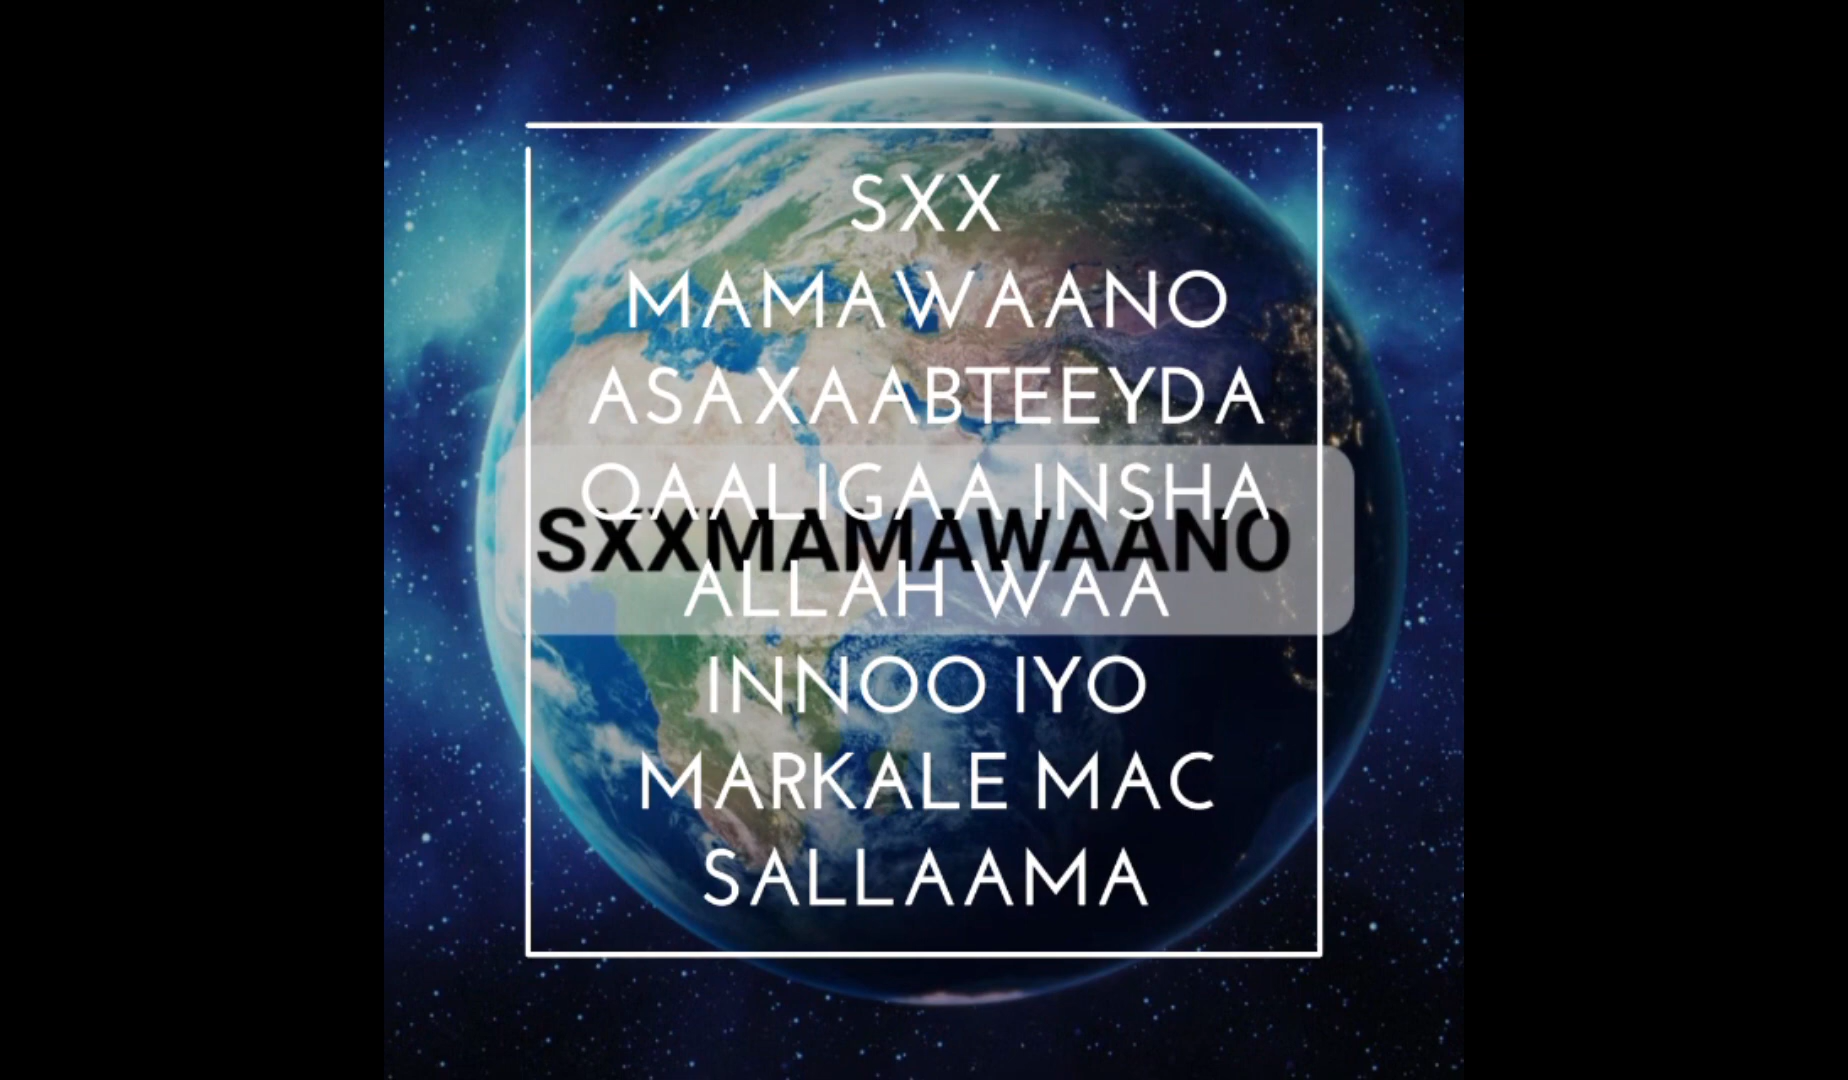 SXX
MAMAWAANO
ASAXAABTEEYDA
QAALIGAA INSHA
SXXMAMAWAANO
ALLAH WAA
INNOO IYO
MARKALE MAC
SALLAAMA